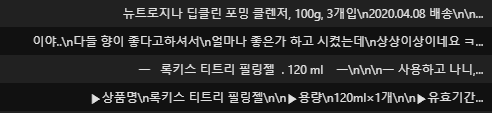 뉴트로지나 딥클린 포밍 클렌저, 100g, 3개입\n2020.04.08 배송\n\n...
이야..\n다들 향이 좋다고하셔서\n얼마나 좋은가 하고 시켰는데\n상상이상이네요 ㅋ...
ㅡ 록키스 티트리 필링젤 . 120 ml ㅡ\n\n\nㅡ 사용하고 나니,...
▶상품명\n록키스 티트리 필링젤\n\n▶용량\n120ml×1개\n\n▶유효기간...